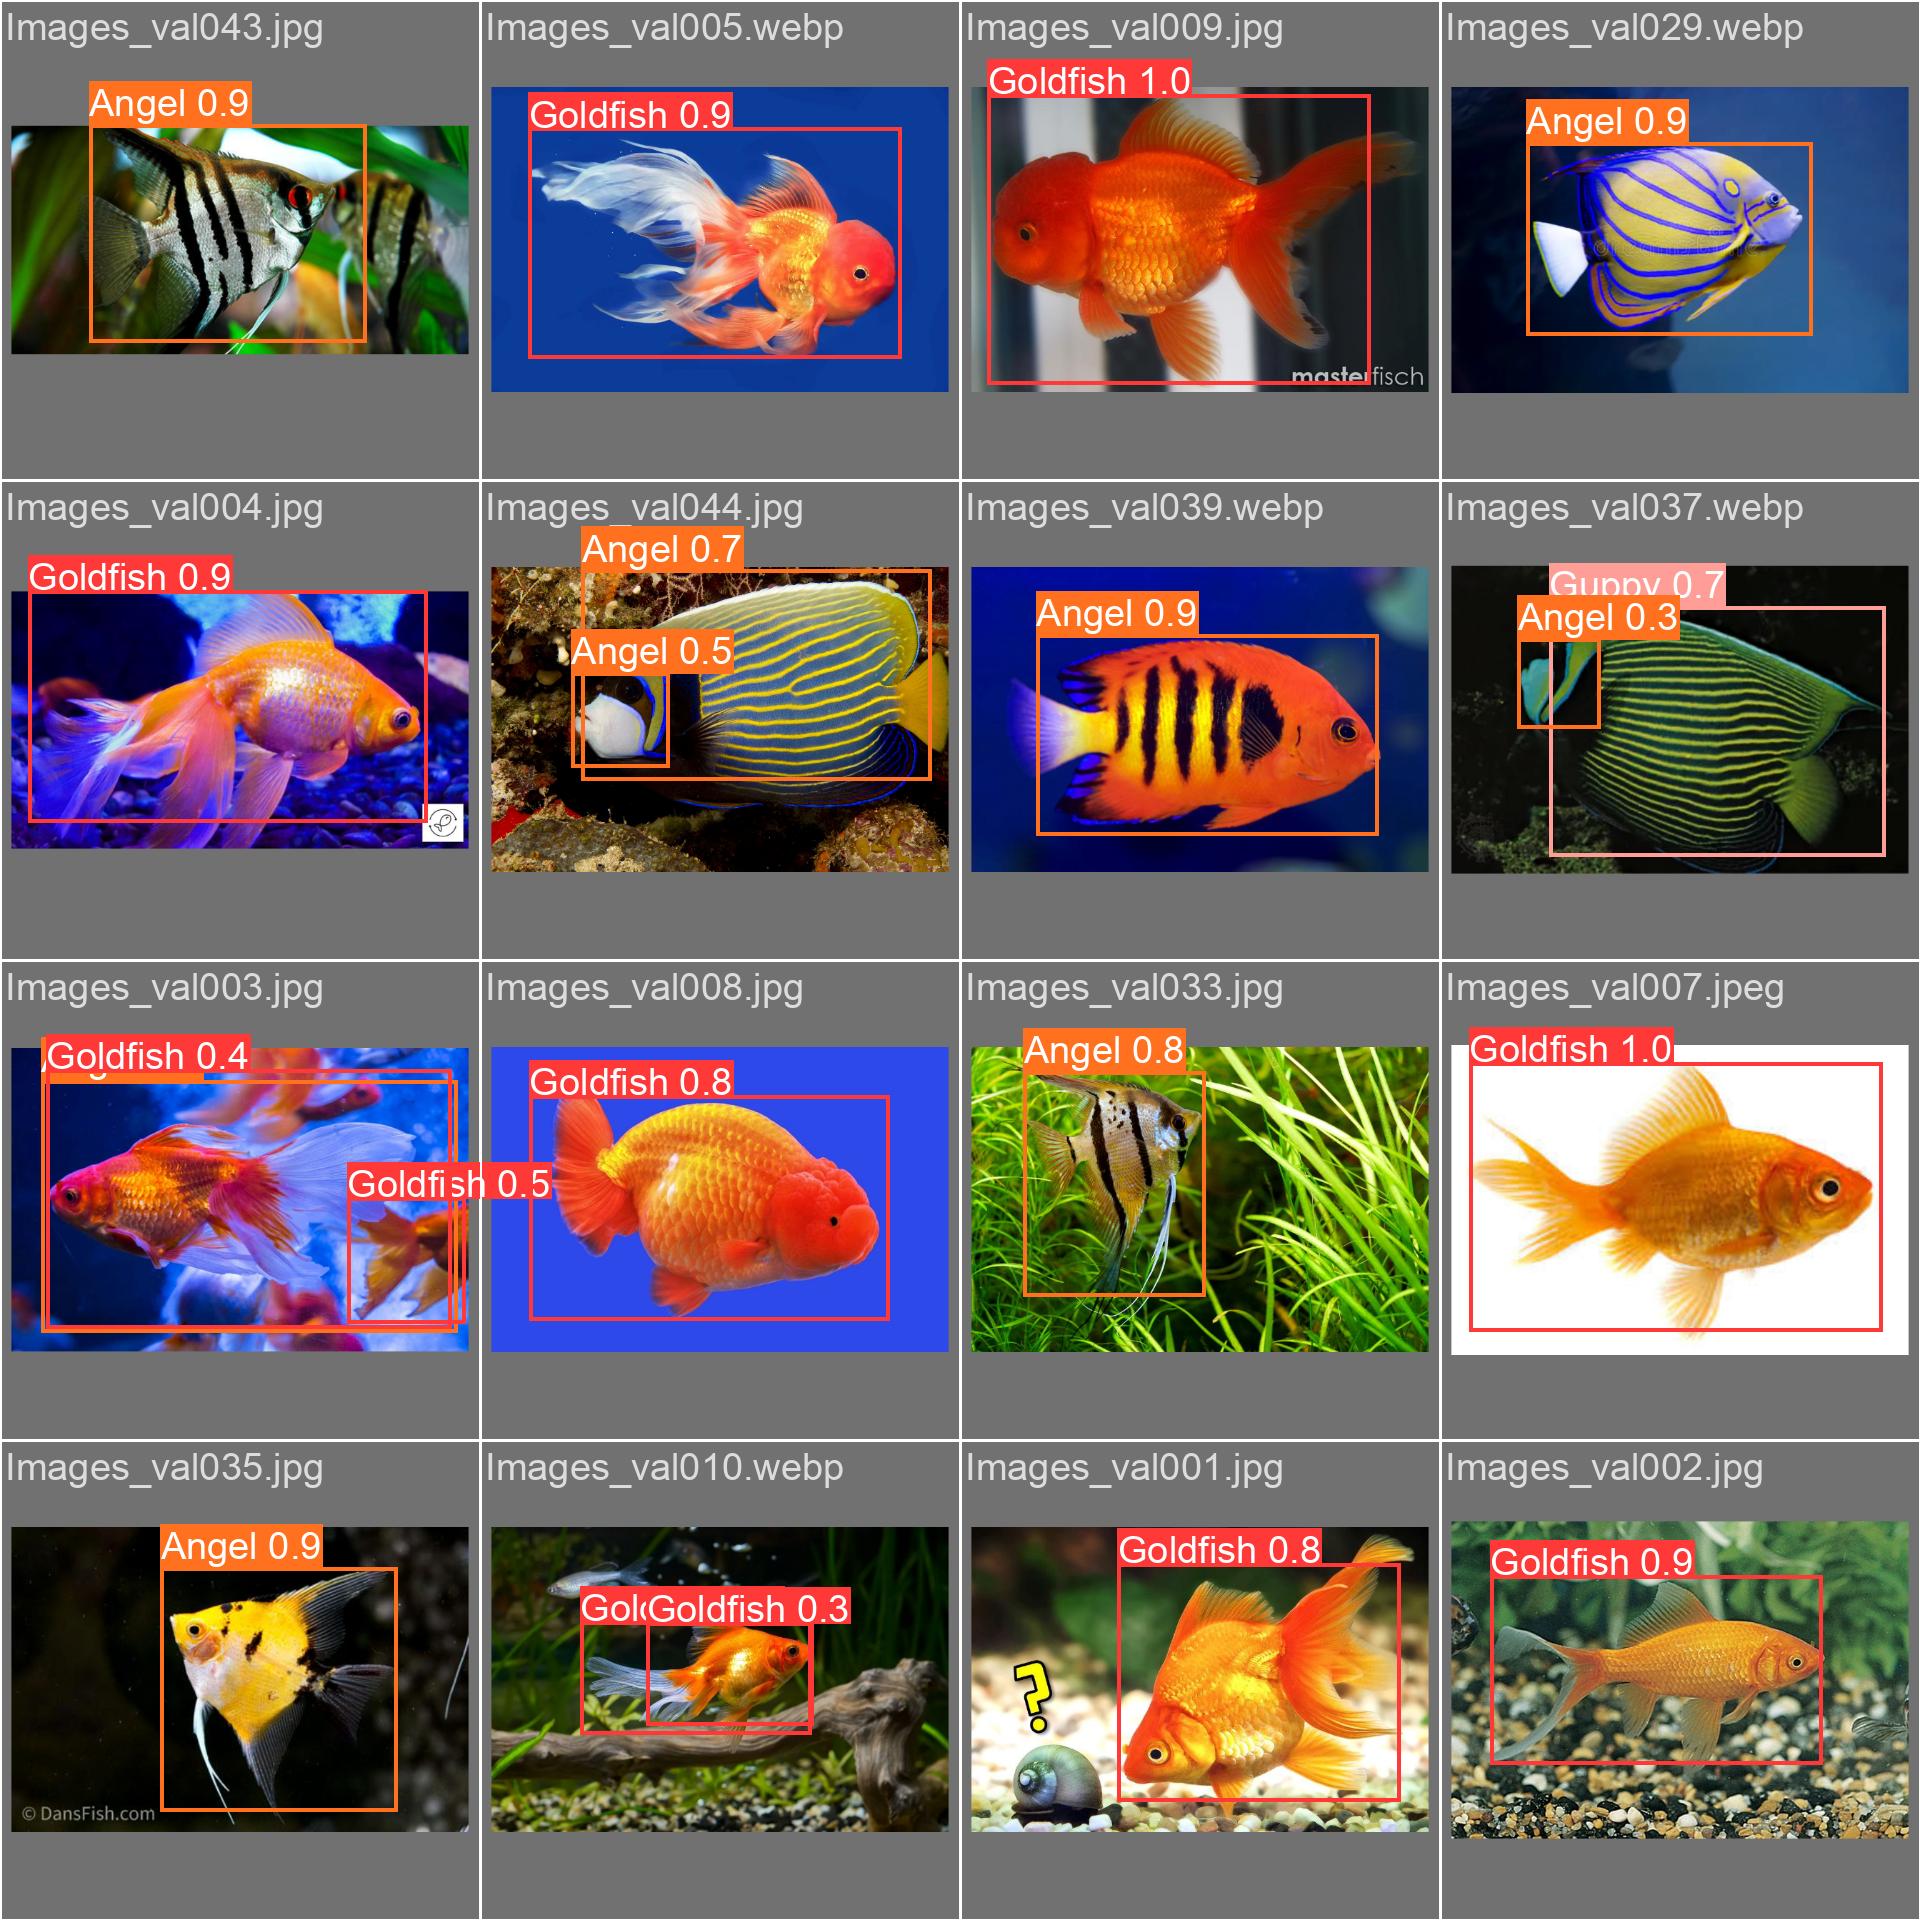 Images_val043.jpg
Angel 0.9
Images_val005.webp
Goldfish 0.9
Images_val009.jpg
Goldfish 1.0
masterfisch
Images_val029.webp
Angel 0.9
Images_val004.jpg
Goldfish 0.9
Images_val044.jpg
Angel 0.7
Angel 0.5
Images_val039.webp
Angel 0.9
Images_val037.webp
Guppy 0.7
Angel 0.3
Images_val003.jpg
Goldfish 0.4
Goldfish 0.5
Images_val008.jpg
Goldfish 0.8
Images_val033.jpg
Angel 0.8
Images_val007.jpeg
Goldfish 1.0
Images_val035.jpg
Angel 0.9
© DansFish.com
Images_val010.webp
Gol
Goldfish 0.3
Images_val001.jpg
Goldfish 0.8
?
Images_val002.jpg
Goldfish 0.9